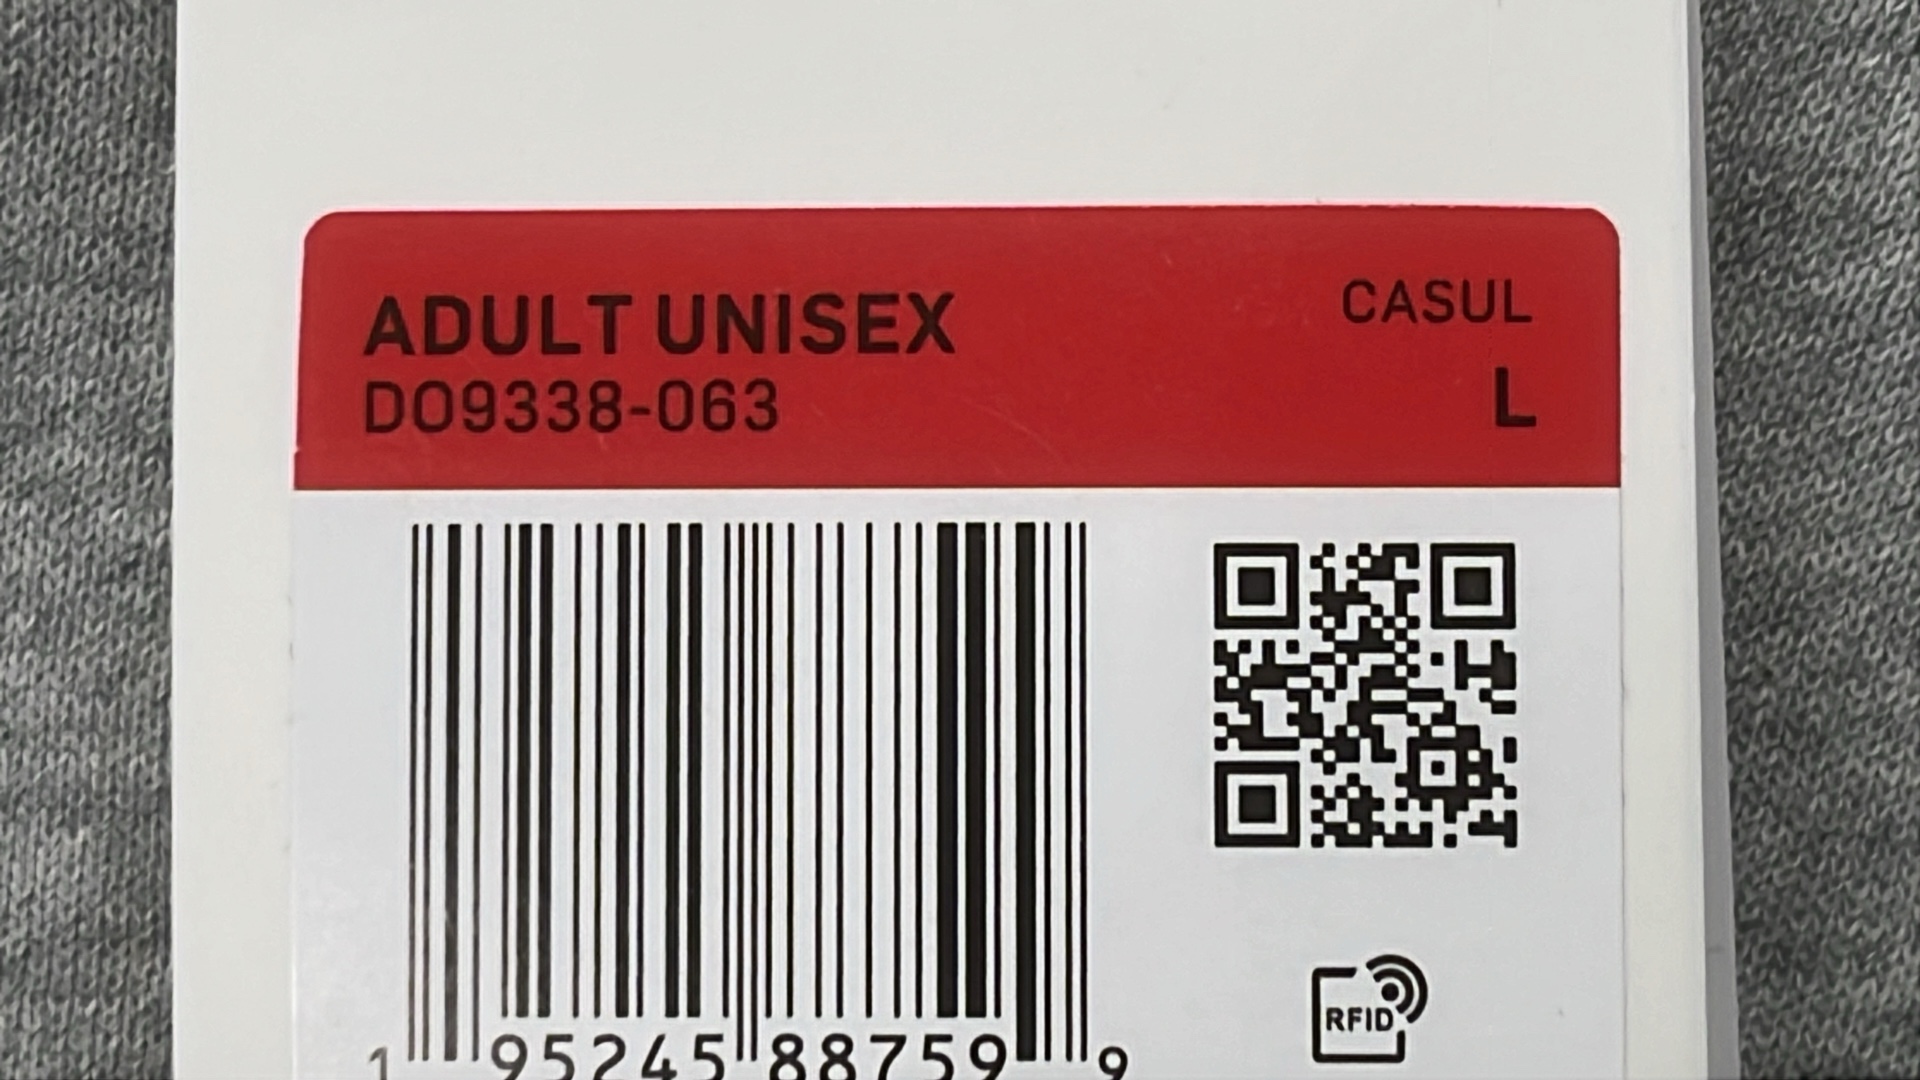 ADULT UNISEX
CASUL
DO9338-063
L
1 95245 88759 9
RFID